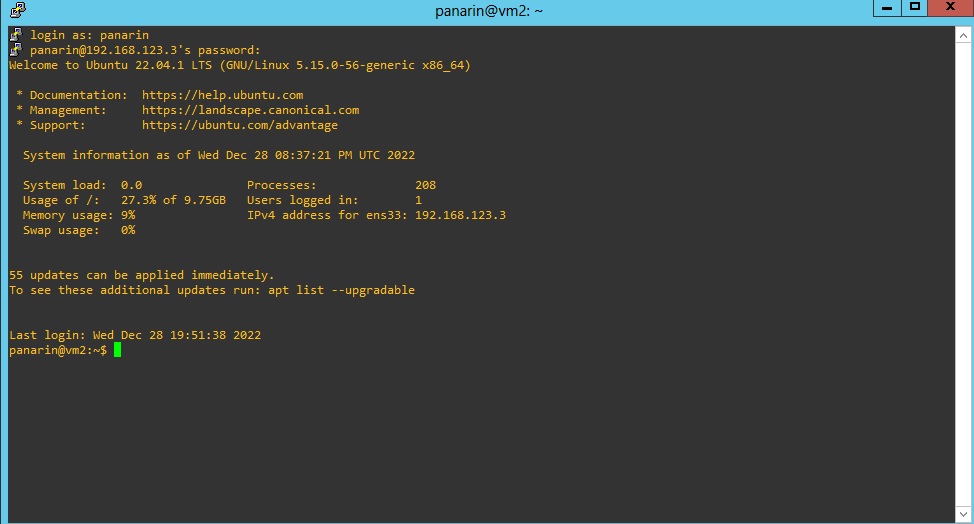 panarin@vm2: ~
login as: panarin
panarin@192.168.123.3's password:
Welcome to Ubuntu 22.04.1 LTS (GNU/Linux 5.15.0-56-generic x86_64)
* Documentation:  https://help.ubuntu.com
* Management:     https://landscape.canonical.com
* Support:        https://ubuntu.com/advantage
System information as of Wed Dec 28 08:37:21 PM UTC 2022
System load:  0.0               Processes:              208
Usage of /:   27.3% of 9.75GB   Users logged in:        1
Memory usage: 9%                IPv4 address for ens33: 192.168.123.3
Swap usage:   0%
55 updates can be applied immediately.
To see these additional updates run: apt list --upgradable
Last login: Wed Dec 28 19:51:38 2022
panarin@vm2:~$